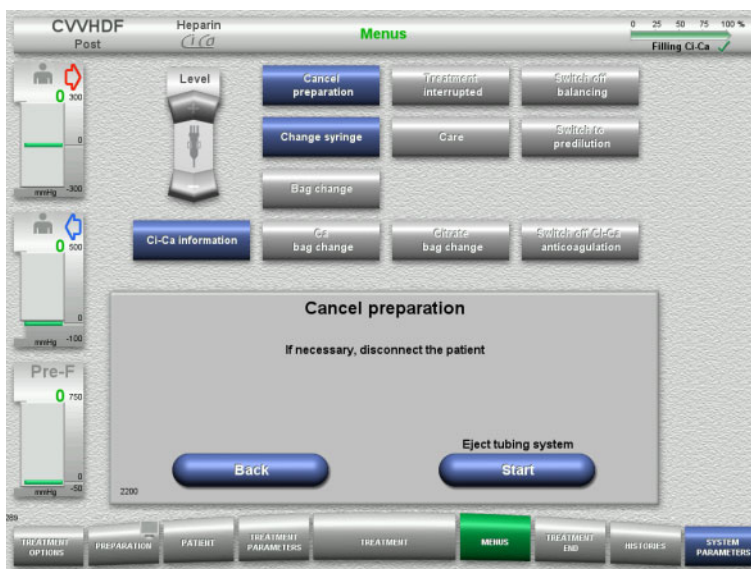 CVVHDF
Post
Heparin
Ci Ca
Menus
0 25 50 75 100 %
Filling Ci-Ca
Level
0
300
0
mmHg -300
Cancel
preparation
Treatment
interrupted
Switch off
balancing
Change syringe
Care
Switch to
predilution
Bag change
0
500
0
mmHg -100
Ci-Ca information
Ca
bag change
Citrate
bag change
Switch off Ci-Ca
anticoagulation
Cancel preparation
If necessary, disconnect the patient
Pre-F
0
750
0
mmHg -50
Eject tubing system
Back
Start
2200
TREATMENT
OPTIONS
PREPARATION
PATIENT
TREATMENT
PARAMETERS
TREATMENT
MENUS
TREATMENT
END
HISTORIES
SYSTEM
PARAMETERS